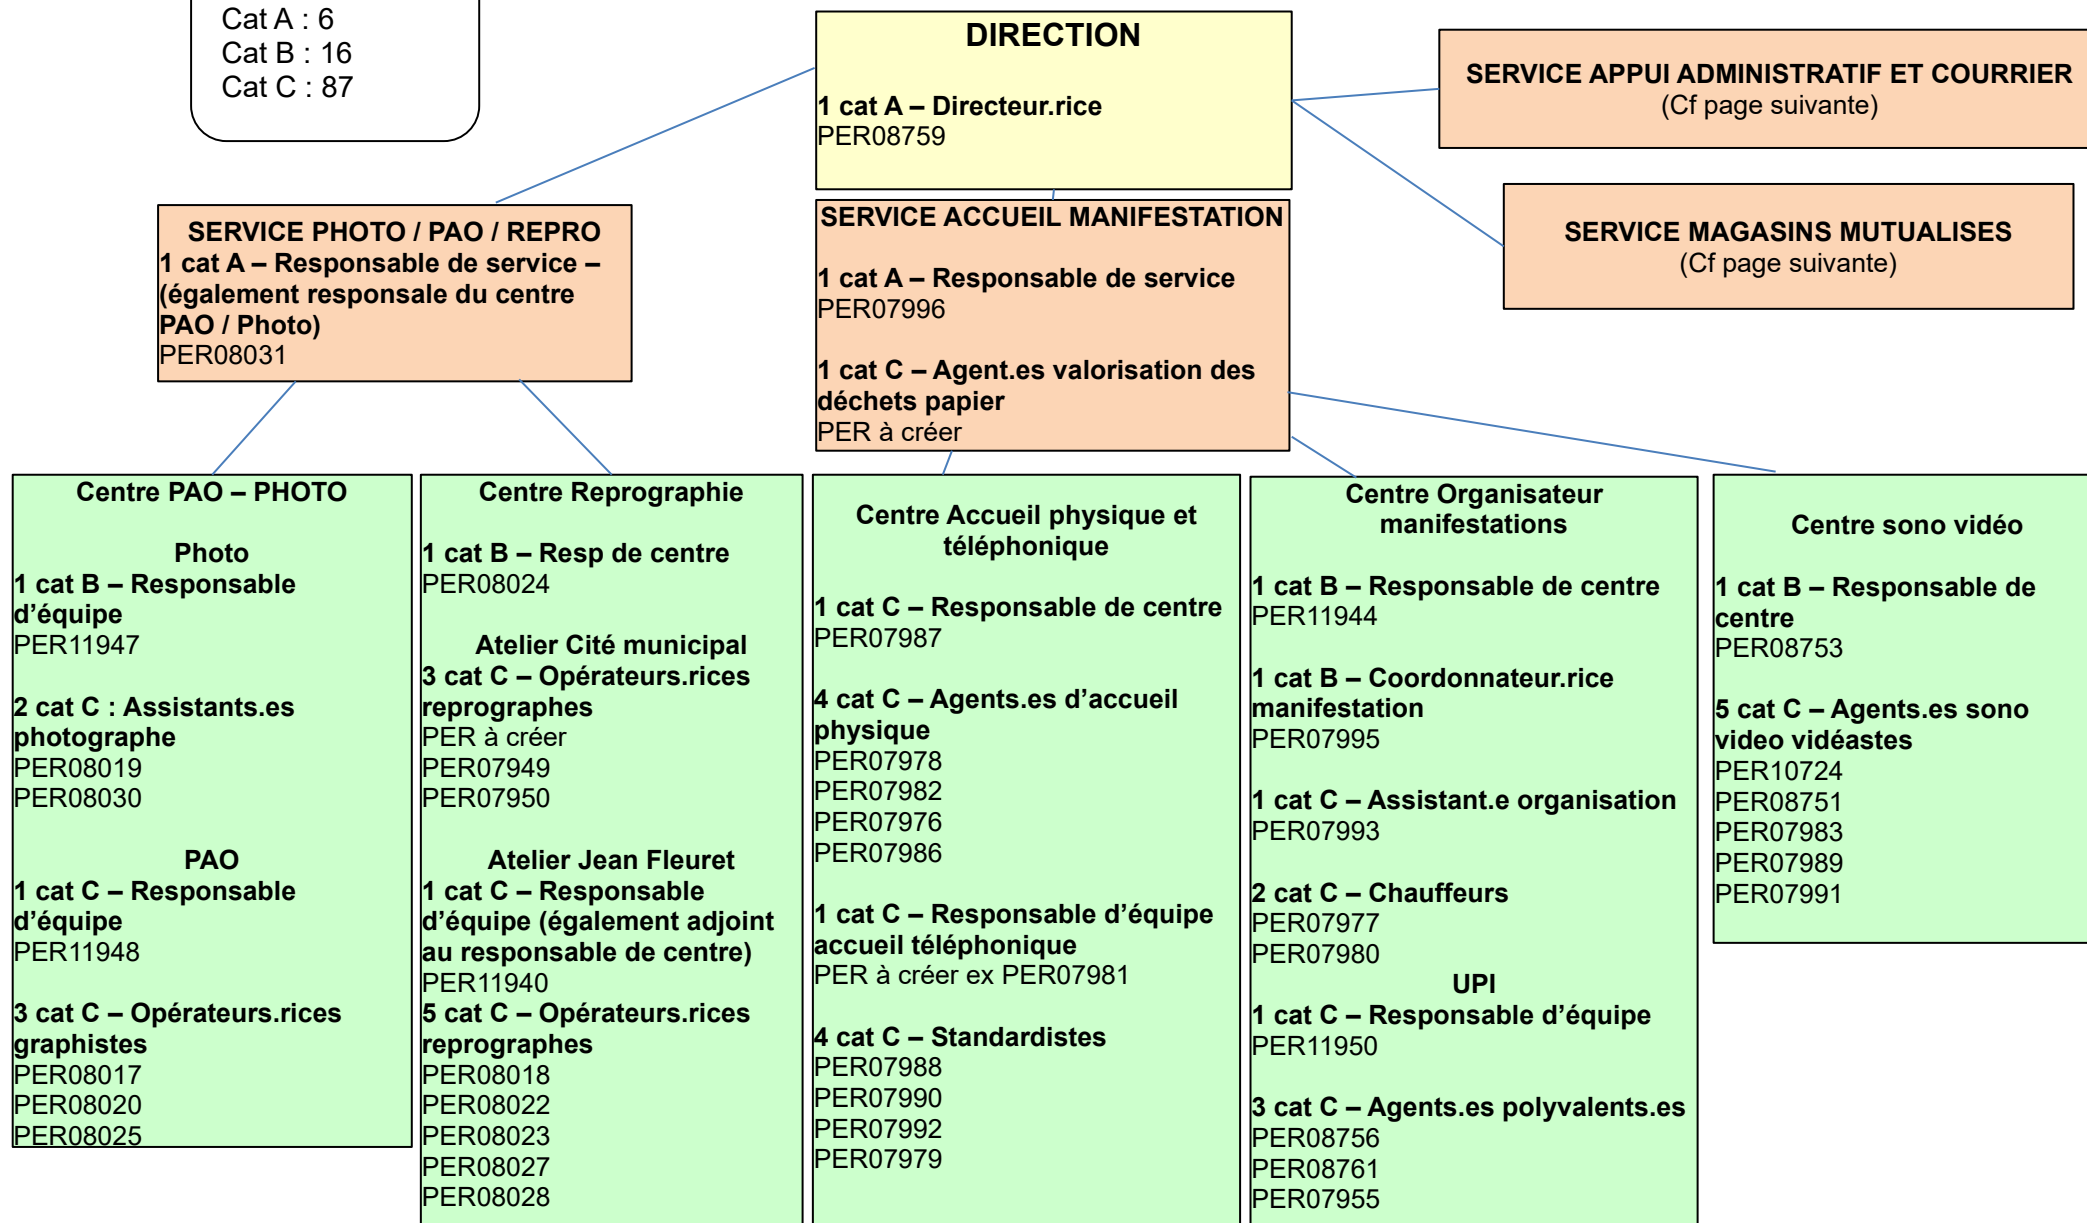 Cat A : 6
Cat B : 16
Cat C : 87
DIRECTION
1 cat A – Directeur.rice
PER08759
SERVICE APPUI ADMINISTRATIF ET COURRIER
(Cf page suivante)
SERVICE MAGASINS MUTUALISES
(Cf page suivante)
SERVICE PHOTO / PAO / REPRO
1 cat A – Responsable de service –
(également responsale du centre
PAO / Photo)
PER08031
SERVICE ACCUEIL MANIFESTATION
1 cat A – Responsable de service
PER07996
1 cat C – Agent.es valorisation des
déchets papier
PER à créer
Centre PAO – PHOTO
Photo
1 cat B – Responsable
d’équipe
PER11947
2 cat C : Assistants.es
photographe
PER08019
PER08030
PAO
1 cat C – Responsable
d’équipe
PER11948
3 cat C – Opérateurs.rices
graphistes
PER08017
PER08020
PER08025
Centre Reprographie
1 cat B – Resp de centre
PER08024
Atelier Cité municipal
3 cat C – Opérateurs.rices
reprographes
PER à créer
PER07949
PER07950
Atelier Jean Fleuret
1 cat C – Responsable
d’équipe (également adjoint
au responsable de centre)
PER11940
5 cat C – Opérateurs.rices
reprographes
PER08018
PER08022
PER08023
PER08027
PER08028
Centre Accueil physique et
téléphonique
1 cat C – Responsable de centre
PER07987
4 cat C – Agents.es d’accueil
physique
PER07978
PER07982
PER07976
PER07986
1 cat C – Responsable d’équipe
accueil téléphonique
PER à créer ex PER07981
4 cat C – Standardistes
PER07988
PER07990
PER07992
PER07979
Centre Organisateur
manifestations
1 cat B – Responsable de centre
PER11944
1 cat B – Coordonnateur.rice
manifestation
PER07995
1 cat C – Assistant.e organisation
PER07993
2 cat C – Chauffeurs
PER07977
PER07980
UPI
1 cat C – Responsable d’équipe
PER11950
3 cat C – Agents.es polyvalents.es
PER08756
PER08761
PER07955
Centre sono vidéo
1 cat B – Responsable de
centre
PER08753
5 cat C – Agents.es sono
video vidéastes
PER10724
PER08751
PER07983
PER07989
PER07991